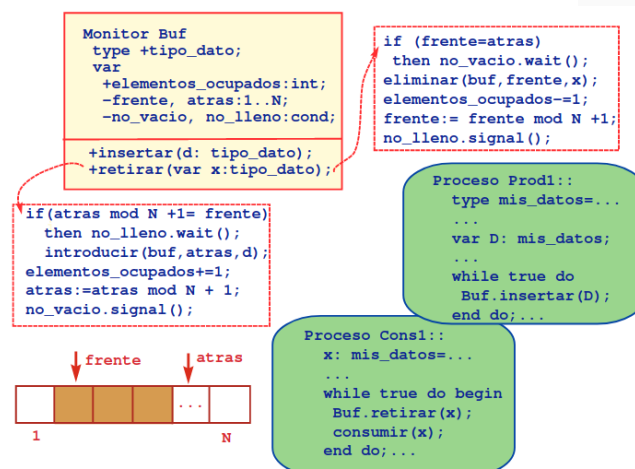 Monitor Buf
type +tipo_dato;
var
+elementos_ocupados:int;
-frente, atras:1..N;
-no_vacio, no_lleno:cond;
+insertar(d: tipo_dato);
+retirar(var x:tipo_dato);
if (frente=atras)
then no_vacio.wait();
eliminar(buf,frente,x);
elementos_ocupados-=1;
frente:= frente mod N +1;
no_lleno.signal();
if(atras mod N +1= frente)
then no_lleno.wait();
introducir(buf,atras,d);
elementos_ocupados+=1;
atras:=atras mod N + 1;
no_vacio.signal();
Proceso Prod1::
type mis_datos=...
...
var D: mis_datos;
...
while true do
Buf.insertar(D);
end do;...
Proceso Cons1::
x: mis_datos=...
...
while true do begin
Buf.retirar(x);
consumir(x);
end do;...
frente
atras
...
1
N